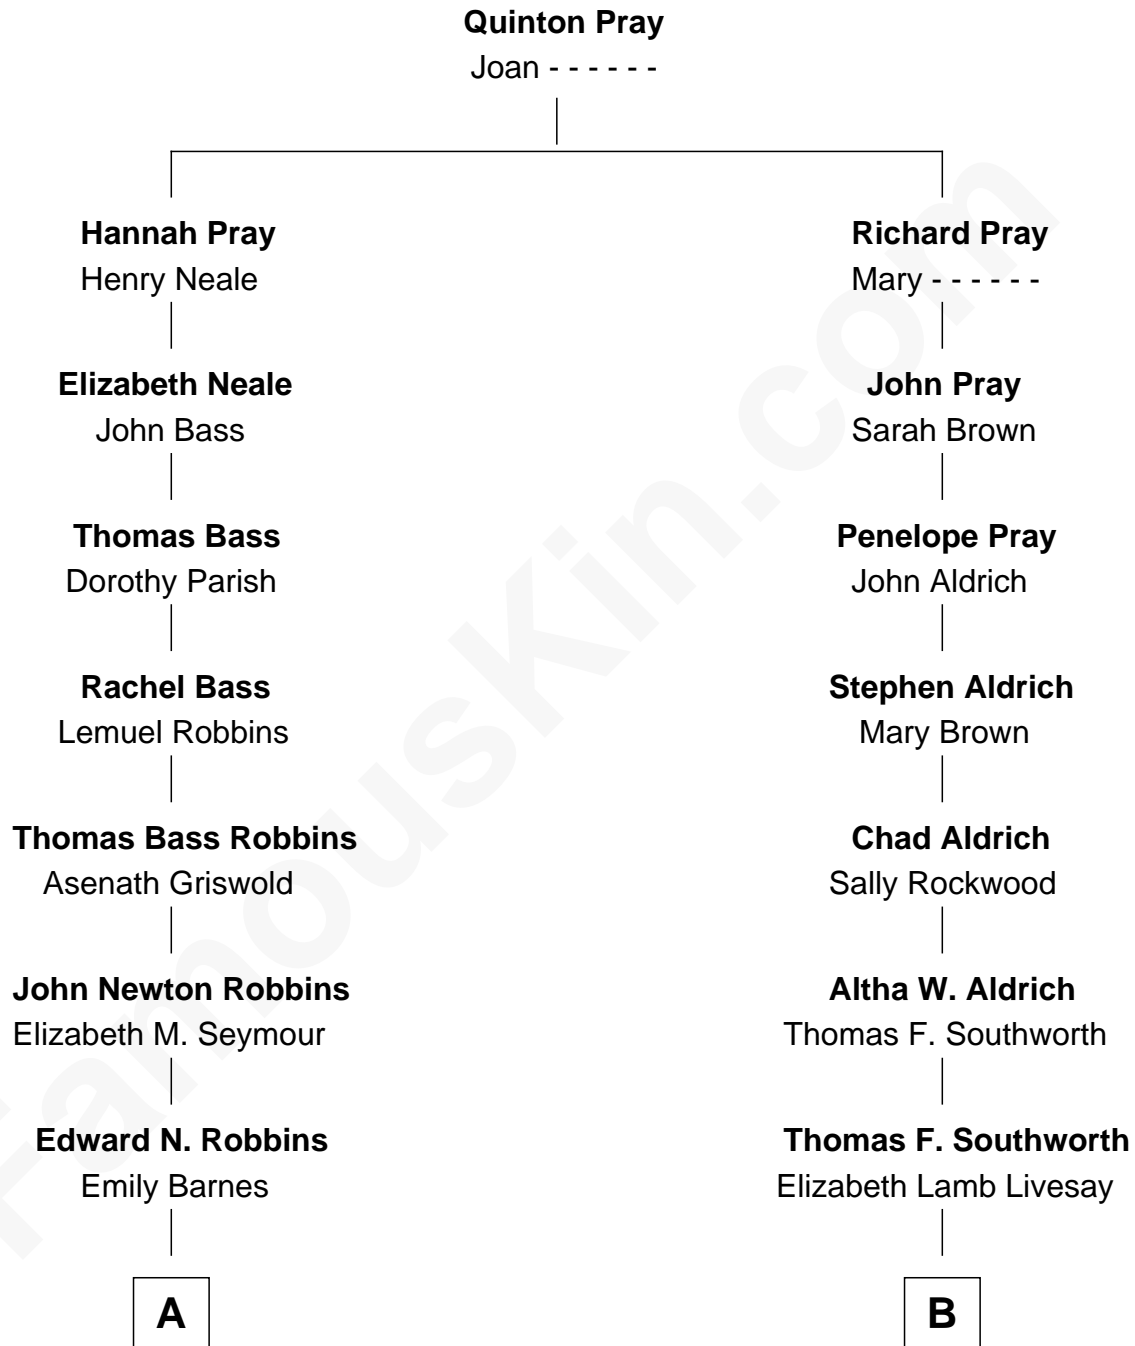 Quinton Pray
Joan - - - - - -
Hannah Pray
Henry Neale
Richard Pray
Mary - - - - - -
Elizabeth Neale
John Bass
John Pray
Sarah Brown
Thomas Bass
Dorothy Parish
Penelope Pray
John Aldrich
Rachel Bass
Lemuel Robbins
Stephen Aldrich
Mary Brown
Thomas Bass Robbins
Asenath Griswold
Chad Aldrich
Sally Rockwood
John Newton Robbins
Elizabeth M. Seymour
Altha W. Aldrich
Thomas F. Southworth
Edward N. Robbins
Emily Barnes
Thomas F. Southworth
Elizabeth Lamb Livesay
A
B
FamousKin.com